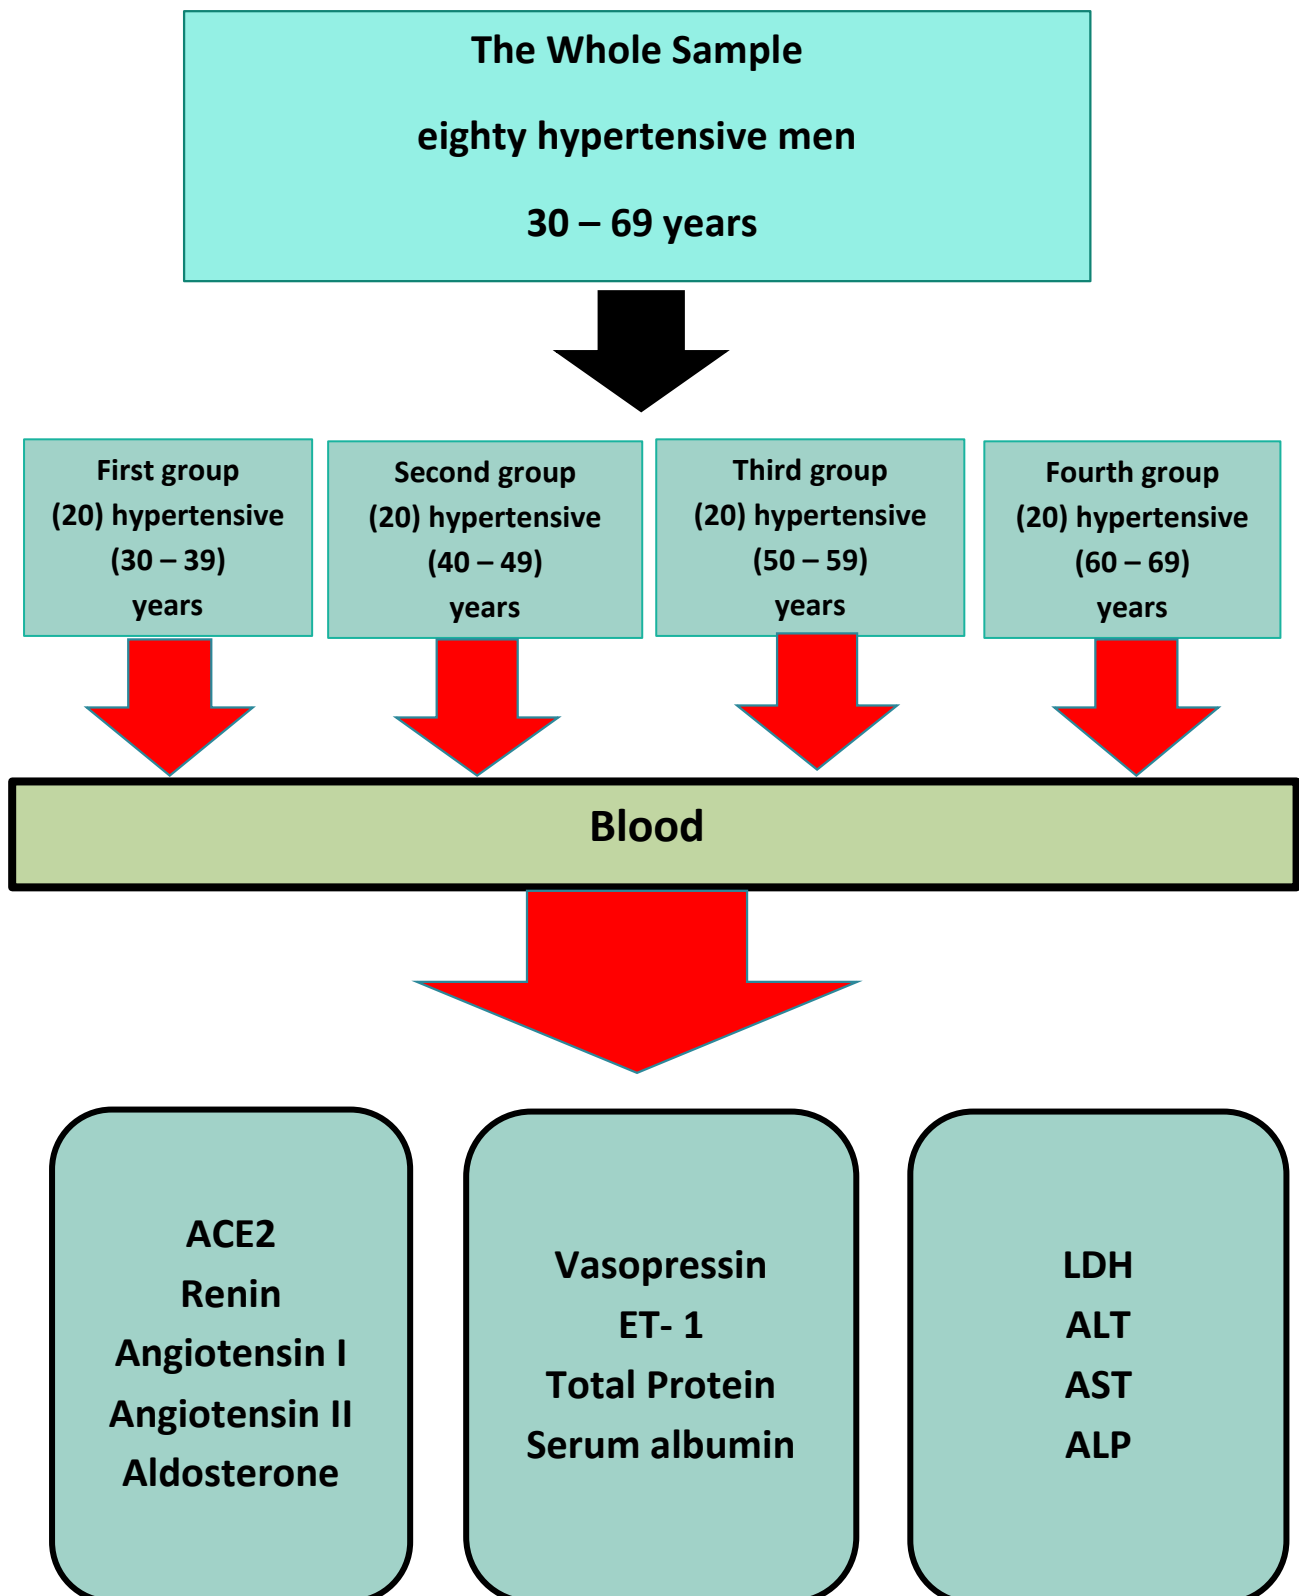 The Whole Sample
eighty hypertensive men
30 – 69 years
First group
(20) hypertensive
(30 – 39)
years
Second group
(20) hypertensive
(40 – 49)
years
Third group
(20) hypertensive
(50 – 59)
years
Fourth group
(20) hypertensive
(60 – 69)
years
Blood
ACE2
Renin
Angiotensin I
Angiotensin II
Aldosterone
Vasopressin
ET- 1
Total Protein
Serum albumin
LDH
ALT
AST
ALP